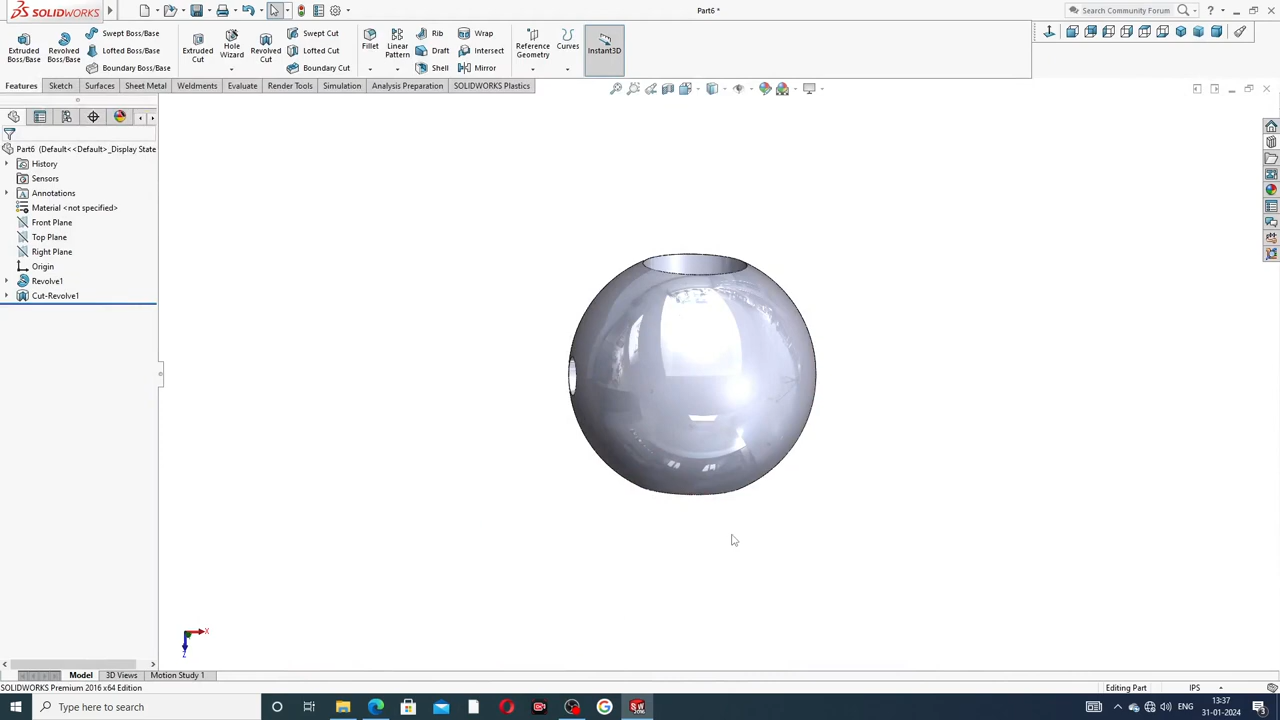 SOLIDWORKS
Part6 *
Search Community Forum
Extruded Boss/Base
Revolved Boss/Base
Swept Boss/Base
Lofted Boss/Base
Boundary Boss/Base
Extruded Cut
Hole Wizard
Revolved Cut
Swept Cut
Lofted Cut
Boundary Cut
Fillet
Linear Pattern
Rib
Draft
Shell
Wrap
Intersect
Mirror
Reference Geometry
Curves
Instant3D
Features
Sketch
Surfaces
Sheet Metal
Weldments
Evaluate
Render Tools
Simulation
Analysis Preparation
SOLIDWORKS Plastics
Part6 (Default<<Default>_Display State
History
Sensors
Annotations
Material <not specified>
Front Plane
Top Plane
Right Plane
Origin
Revolve1
Cut-Revolve1
X
Z
Model
3D Views
Motion Study 1
SOLIDWORKS Premium 2016 x64 Edition
Editing Part
IPS
Type here to search
ENG
13:37
31-01-2024